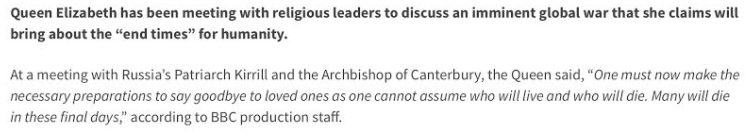 Queen Elizabeth has been meeting with religious leaders to discuss an imminent global war that she claims will
bring about the “end times” for humanity.
At a meeting with Russia’s Patriarch Kirrill and the Archbishop of Canterbury, the Queen said, “One must now make the
necessary preparations to say goodbye to loved ones as one cannot assume who will live and who will die. Many will die
in these final days,” according to BBC production staff.